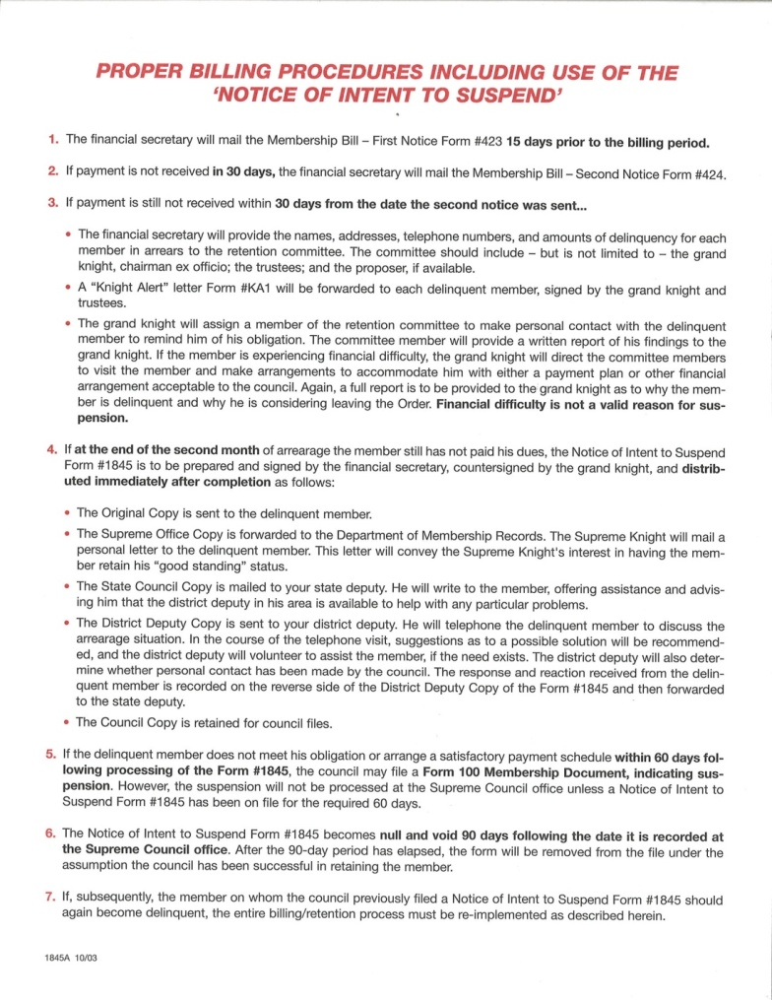 PROPER BILLING PROCEDURES INCLUDING USE OF THE
‘NOTICE OF INTENT TO SUSPEND’
1. The financial secretary will mail the Membership Bill – First Notice Form #423 15 days prior to the billing period.
2. If payment is not received in 30 days, the financial secretary will mail the Membership Bill – Second Notice Form #424.
3. If payment is still not received within 30 days from the date the second notice was sent...
• The financial secretary will provide the names, addresses, telephone numbers, and amounts of delinquency for each
member in arrears to the retention committee. The committee should include – but is not limited to – the grand
knight, chairman ex officio; the trustees; and the proposer, if available.
• A “Knight Alert” letter Form #KA1 will be forwarded to each delinquent member, signed by the grand knight and
trustees.
• The grand knight will assign a member of the retention committee to make personal contact with the delinquent
member to remind him of his obligation. The committee member will provide a written report of his findings to the
grand knight. If the member is experiencing financial difficulty, the grand knight will direct the committee members
to visit the member and make arrangements to accommodate him with either a payment plan or other financial
arrangement acceptable to the council. Again, a full report is to be provided to the grand knight as to why the mem-
ber is delinquent and why he is considering leaving the Order. Financial difficulty is not a valid reason for sus-
pension.
4. If at the end of the second month of arrearage the member still has not paid his dues, the Notice of Intent to Suspend
Form #1845 is to be prepared and signed by the financial secretary, countersigned by the grand knight, and distrib-
uted immediately after completion as follows:
• The Original Copy is sent to the delinquent member.
• The Supreme Office Copy is forwarded to the Department of Membership Records. The Supreme Knight will mail a
personal letter to the delinquent member. This letter will convey the Supreme Knight's interest in having the mem-
ber retain his “good standing” status.
• The State Council Copy is mailed to your state deputy. He will write to the member, offering assistance and advis-
ing him that the district deputy in his area is available to help with any particular problems.
• The District Deputy Copy is sent to your district deputy. He will telephone the delinquent member to discuss the
arrearage situation. In the course of the telephone visit, suggestions as to a possible solution will be recommend-
ed, and the district deputy will volunteer to assist the member, if the need exists. The district deputy will also deter-
mine whether personal contact has been made by the council. The response and reaction received from the delin-
quent member is recorded on the reverse side of the District Deputy Copy of the Form #1845 and then forwarded
to the state deputy.
• The Council Copy is retained for council files.
5. If the delinquent member does not meet his obligation or arrange a satisfactory payment schedule within 60 days fol-
lowing processing of the Form #1845, the council may file a Form 100 Membership Document, indicating sus-
pension. However, the suspension will not be processed at the Supreme Council office unless a Notice of Intent to
Suspend Form #1845 has been on file for the required 60 days.
6. The Notice of Intent to Suspend Form #1845 becomes null and void 90 days following the date it is recorded at
the Supreme Council office. After the 90-day period has elapsed, the form will be removed from the file under the
assumption the council has been successful in retaining the member.
7. If, subsequently, the member on whom the council previously filed a Notice of Intent to Suspend Form #1845 should
again become delinquent, the entire billing/retention process must be re-implemented as described herein.
1845A 10/03